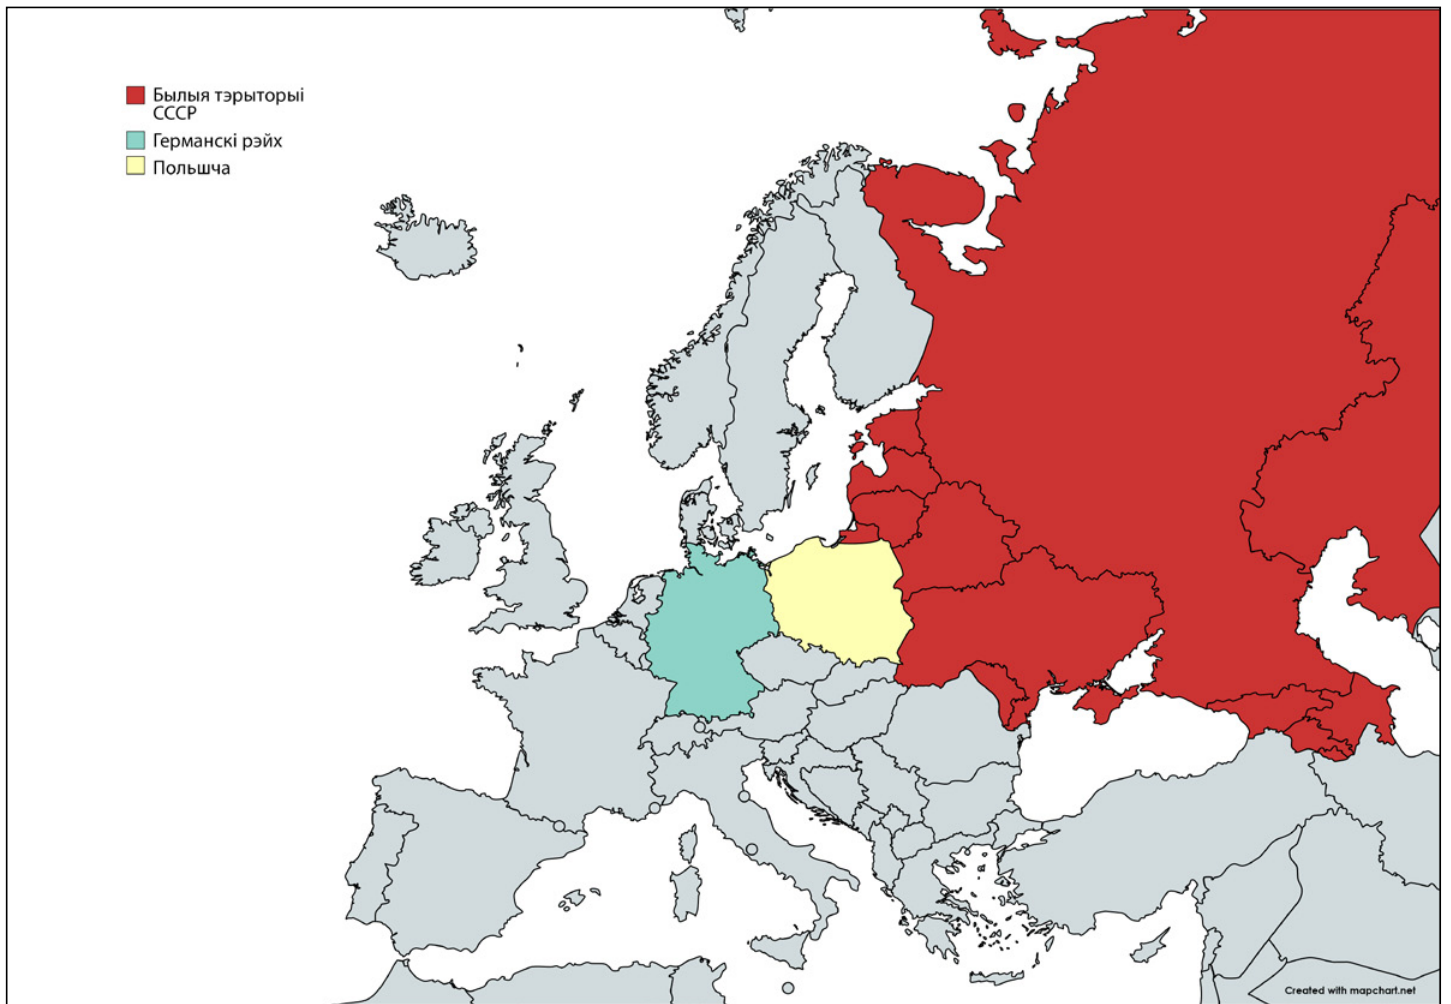 Былыя тэрыторыі
СССР
Германскі рэйх
Польшча
Created with mapchart.net